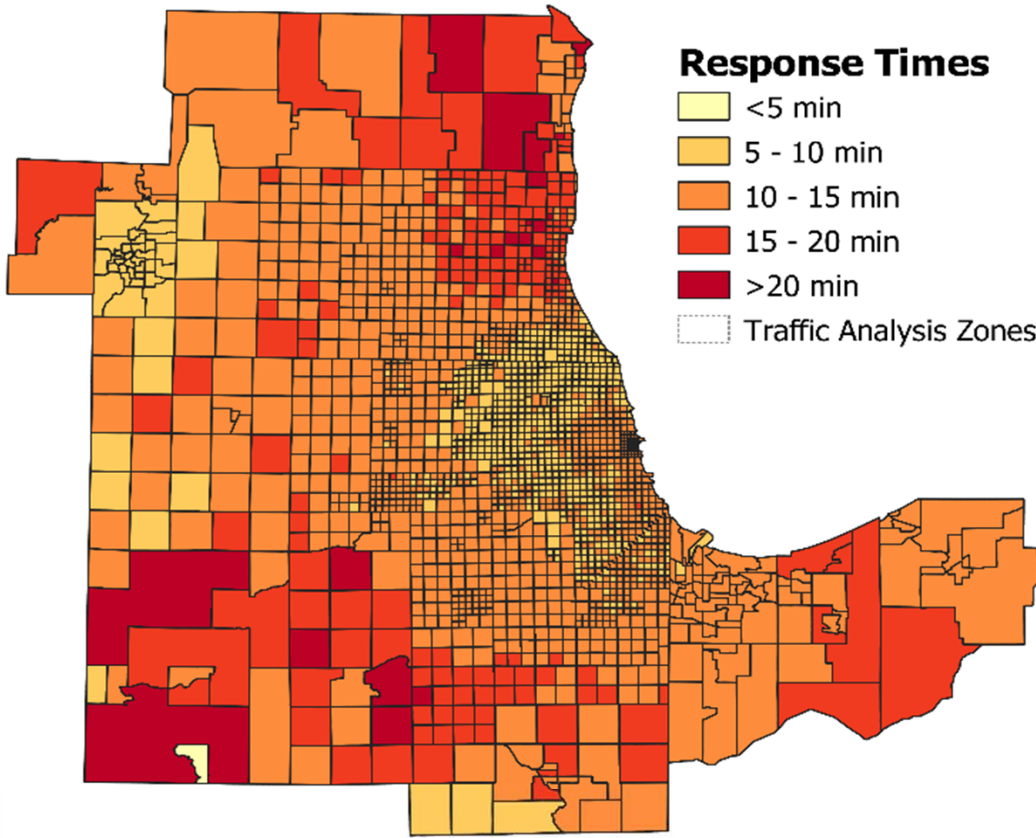 Response Times
<5 min
5 - 10 min
10 - 15 min
15 - 20 min
>20 min
Traffic Analysis Zones